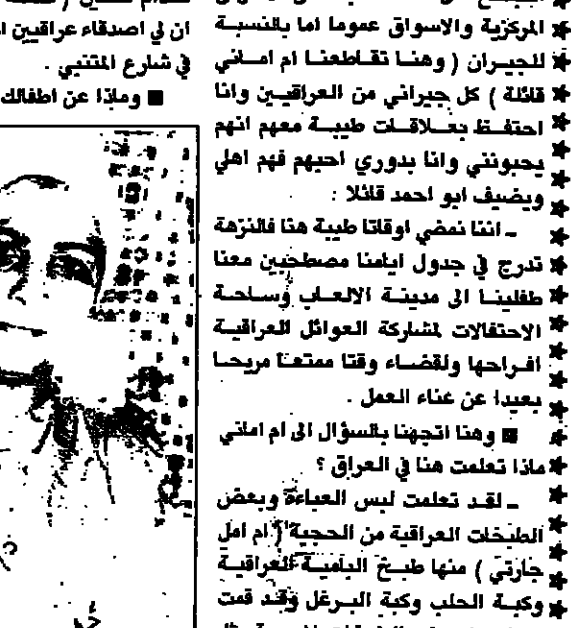 المركزية والاسواق عموما اما بالنسبة
للجيران ( وهنا تقاطعنا ام اماني
قائلة ) كل جيراني من العراقيين وانا
احتفظ بعلاقات طيبة معهم انهم
يحبونني وانا بدوري احبهم فهم اهلي
ويضيف ابو احمد قائلا :
ـ اننا نمضي اوقاتا طيبة هنا فالنزهة
تدرج في جدول ايامنا مصطحبين معنا
طفلينا الى مدينة الالعاب وساحة
الاحتفالات لمشاركة العوائل العراقية
افراحها ولقضاء وقتا ممتعا مريحا
بعيدا عن عناء العمل .
■ وهنا اتجهنا بالسؤال الى ام اماني
ماذا تعلمت هنا في العراق ؟
ـ لقد تعلمت لبس العباءة وبعض
الطبخات العراقية من الحجية ( ام امل
جارتي ) منها طبخ البامية العراقية
وكبة الحلب وكبة البرغل وقد قمت
ان لي اصدقاء عراقيين
في شارع المتنبي .
■ وماذا عن اطفالك